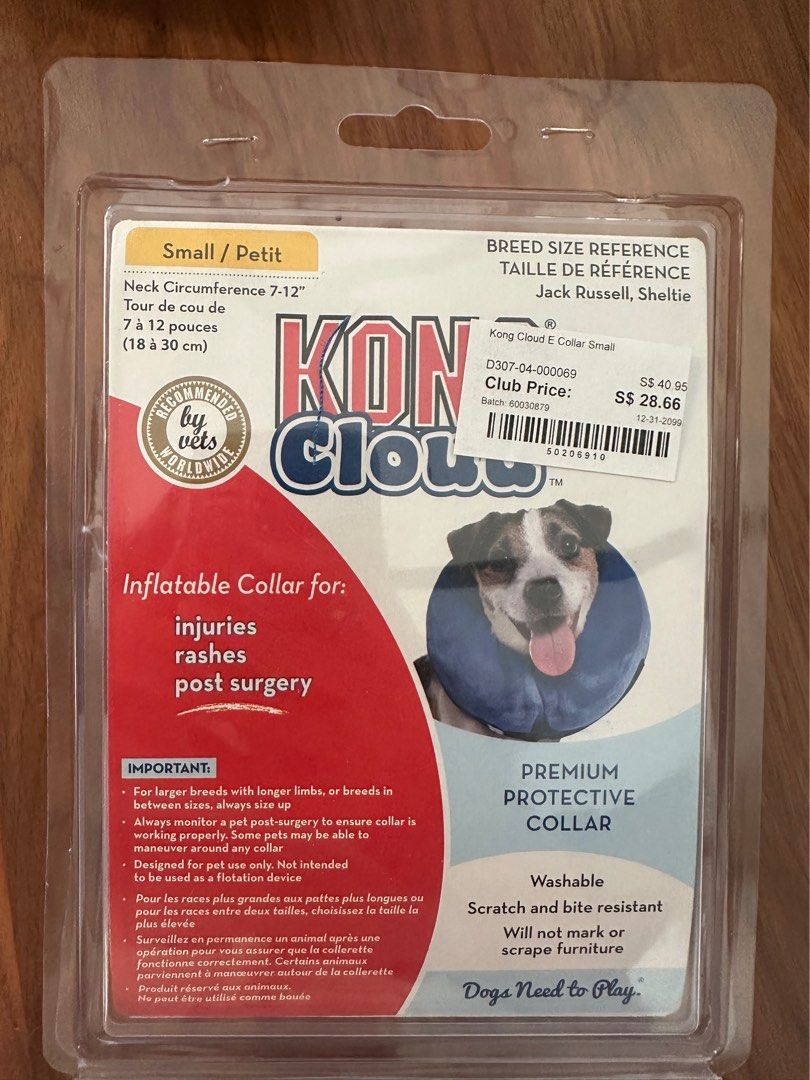 Small / Petit
Neck Circumference 7-12"
Tour de cou de
7 à 12 pouces
(18 à 30 cm)
BREED SIZE REFERENCE
TAILLE DE RÉFÉRENCE
Jack Russell, Sheltie
RECOMMENDED
by
vets
WORLDWIDE
KON
®
Cloud
TM
Kong Cloud E Collar Small
D307-04-000069
S$ 40.95
Club Price:
S$ 28.66
Batch: 60030879
12-31-2099
50206910
Inflatable Collar for:
injuries
rashes
post surgery
IMPORTANT:
• For larger breeds with longer limbs, or breeds in
between sizes, always size up
• Always monitor a pet post-surgery to ensure collar is
working properly. Some pets may be able to
maneuver around any collar
• Designed for pet use only. Not intended
to be used as a flotation device
• Pour les races plus grandes aux pattes plus longues ou
pour les races entre deux tailles, choisissez la taille la
plus élevée
• Surveillez en permanence un animal après une
opération pour vous assurer que la collerette
fonctionne correctement. Certains animaux
parviennent à manœuvrer autour de la collerette
• Produit réservé aux animaux.
Ne peut être utilisé comme bouée
PREMIUM
PROTECTIVE
COLLAR
Washable
Scratch and bite resistant
Will not mark or
scrape furniture
Dogs Need to Play.®